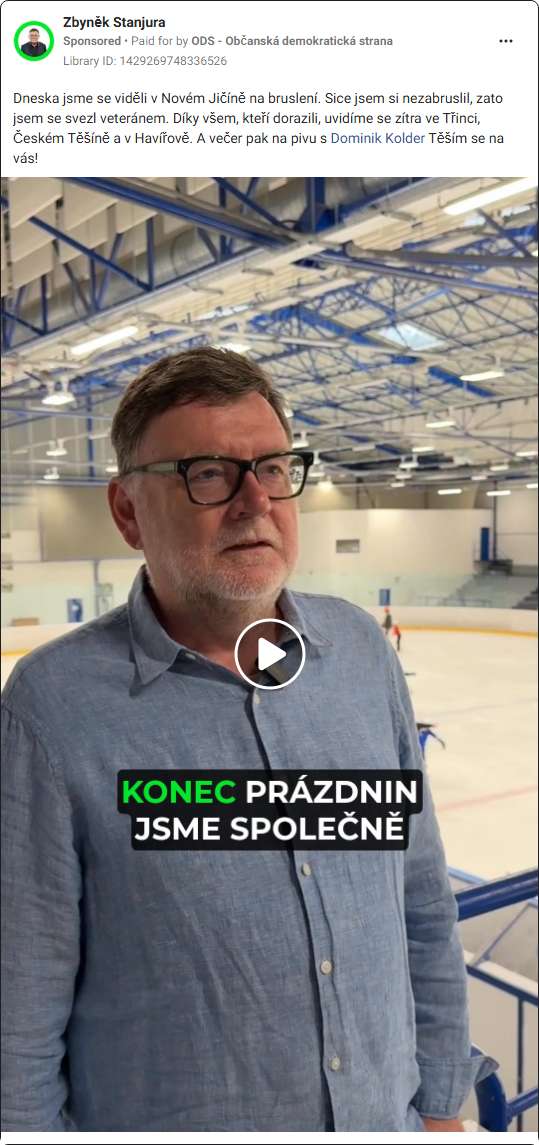 Zbyněk Stanjura
Sponsored • Paid for by ODS - Občanská demokratická strana
Library ID: 1429269748336526
Dneska jsme se viděli v Novém Jičíně na bruslení. Sice jsem si nezabruslil, zato
jsem se svezl veteránem. Díky všem, kteří dorazili, uvidíme se zítra ve Třinci,
Českém Těšíně a v Havířově. A večer pak na pivu s Dominik Kolder Těším se na
vás!
KONEC PRÁZDNIN
JSME SPOLEČNĚ